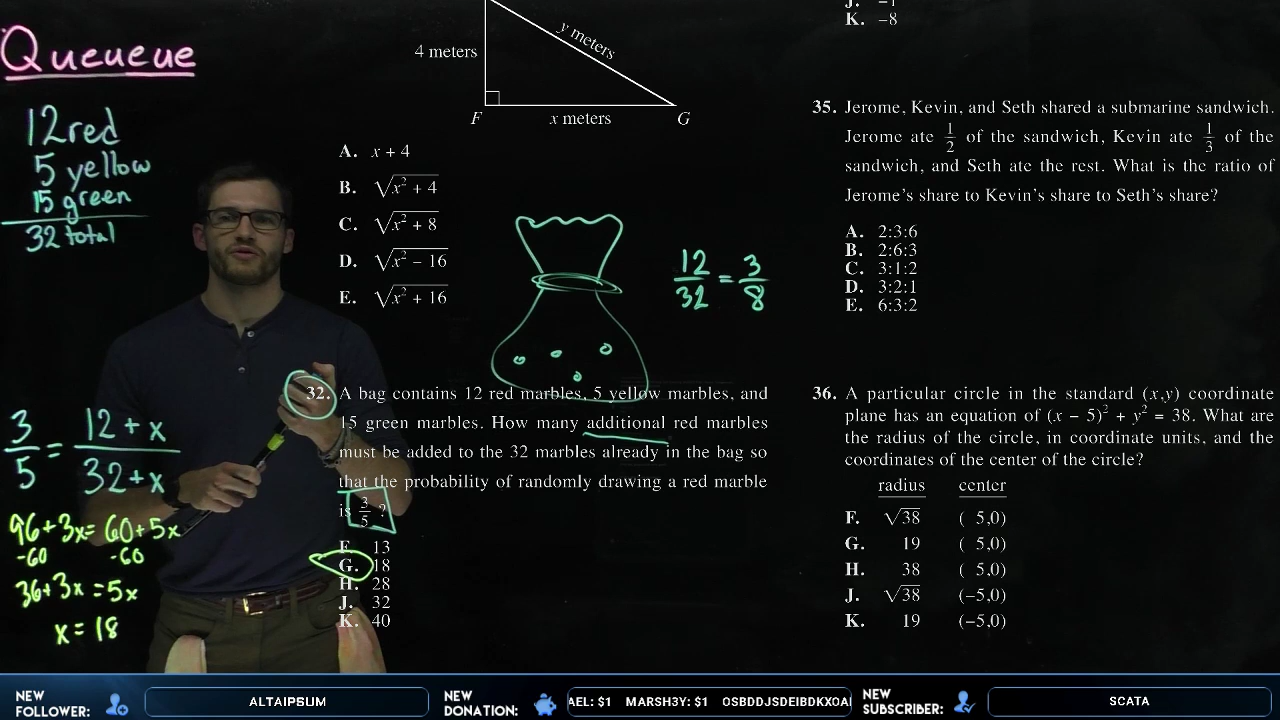 Queueue
12 red
5 yellow
15 green
32 total
3/5 = 12 + x / 32 + x
96 + 3x = 60 + 5x
-60 -60
36 + 3x = 5x
x = 18
4 meters
y meters
F
x meters
G
A. x + 4
B. √x² + 4
C. √x² + 8
D. √x² − 16
E. √x² + 16
12/32 = 3/8
32. A bag contains 12 red marbles, 5 yellow marbles, and
15 green marbles. How many additional red marbles
must be added to the 32 marbles already in the bag so
that the probability of randomly drawing a red marble
is 3/5 ?
F. 13
G. 18
H. 28
J. 32
K. 40
J. −1
K. −8
35. Jerome, Kevin, and Seth shared a submarine sandwich.
Jerome ate 1/2 of the sandwich, Kevin ate 1/3 of the
sandwich, and Seth ate the rest. What is the ratio of
Jerome's share to Kevin's share to Seth's share?
A. 2:3:6
B. 2:6:3
C. 3:1:2
D. 3:2:1
E. 6:3:2
36. A particular circle in the standard (x,y) coordinate
plane has an equation of (x − 5)² + y² = 38. What are
the radius of the circle, in coordinate units, and the
coordinates of the center of the circle?
radius center
F. √38 ( 5,0)
G. 19 ( 5,0)
H. 38 ( 5,0)
J. √38 (−5,0)
K. 19 (−5,0)
NEW FOLLOWER: ALTAIPSUM
NEW DONATION: AEL: $1 MARSH3Y: $1 OSBDDJSDEIBDKXOAI
NEW SUBSCRIBER: SCATA